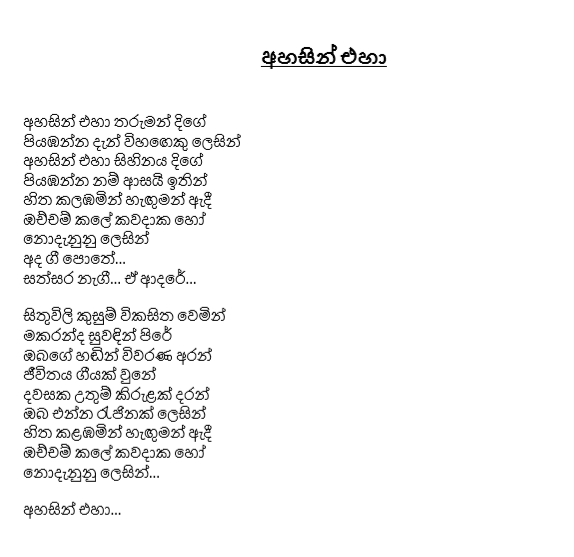 අහසින් එහා
අහසින් එහා තරුමන් දිගේ
පියඹන්න දැන් විහඟෙකු ලෙසින්
අහසින් එහා සිහිනය දිගේ
පියඹන්න නම් ආසයි ඉතින්
හිත කලඹමින් හැඟුමන් ඇදී
ඔච්චම් කලේ කවදාක හෝ
නොදැනුනු ලෙසින්
අද ගී පොතේ...
සත්සර නැගී... ඒ ආදරේ...
සිතුවිලි කුසුම් විකසිත වෙමින්
මකරන්ද සුවඳින් පිරේ
ඔබගේ හඬින් විවරණ අරන්
ජීවිතය ගීයක් වුනේ
දවසක උතුම් කිරුළක් දරන්
ඔබ එන්න රැජිනක් ලෙසින්
හිත කළඹමින් හැඟුමන් ඇදී
ඔච්චම් කලේ කවදාක හෝ
නොදැනුනු ලෙසින්...
අහසින් එහා...